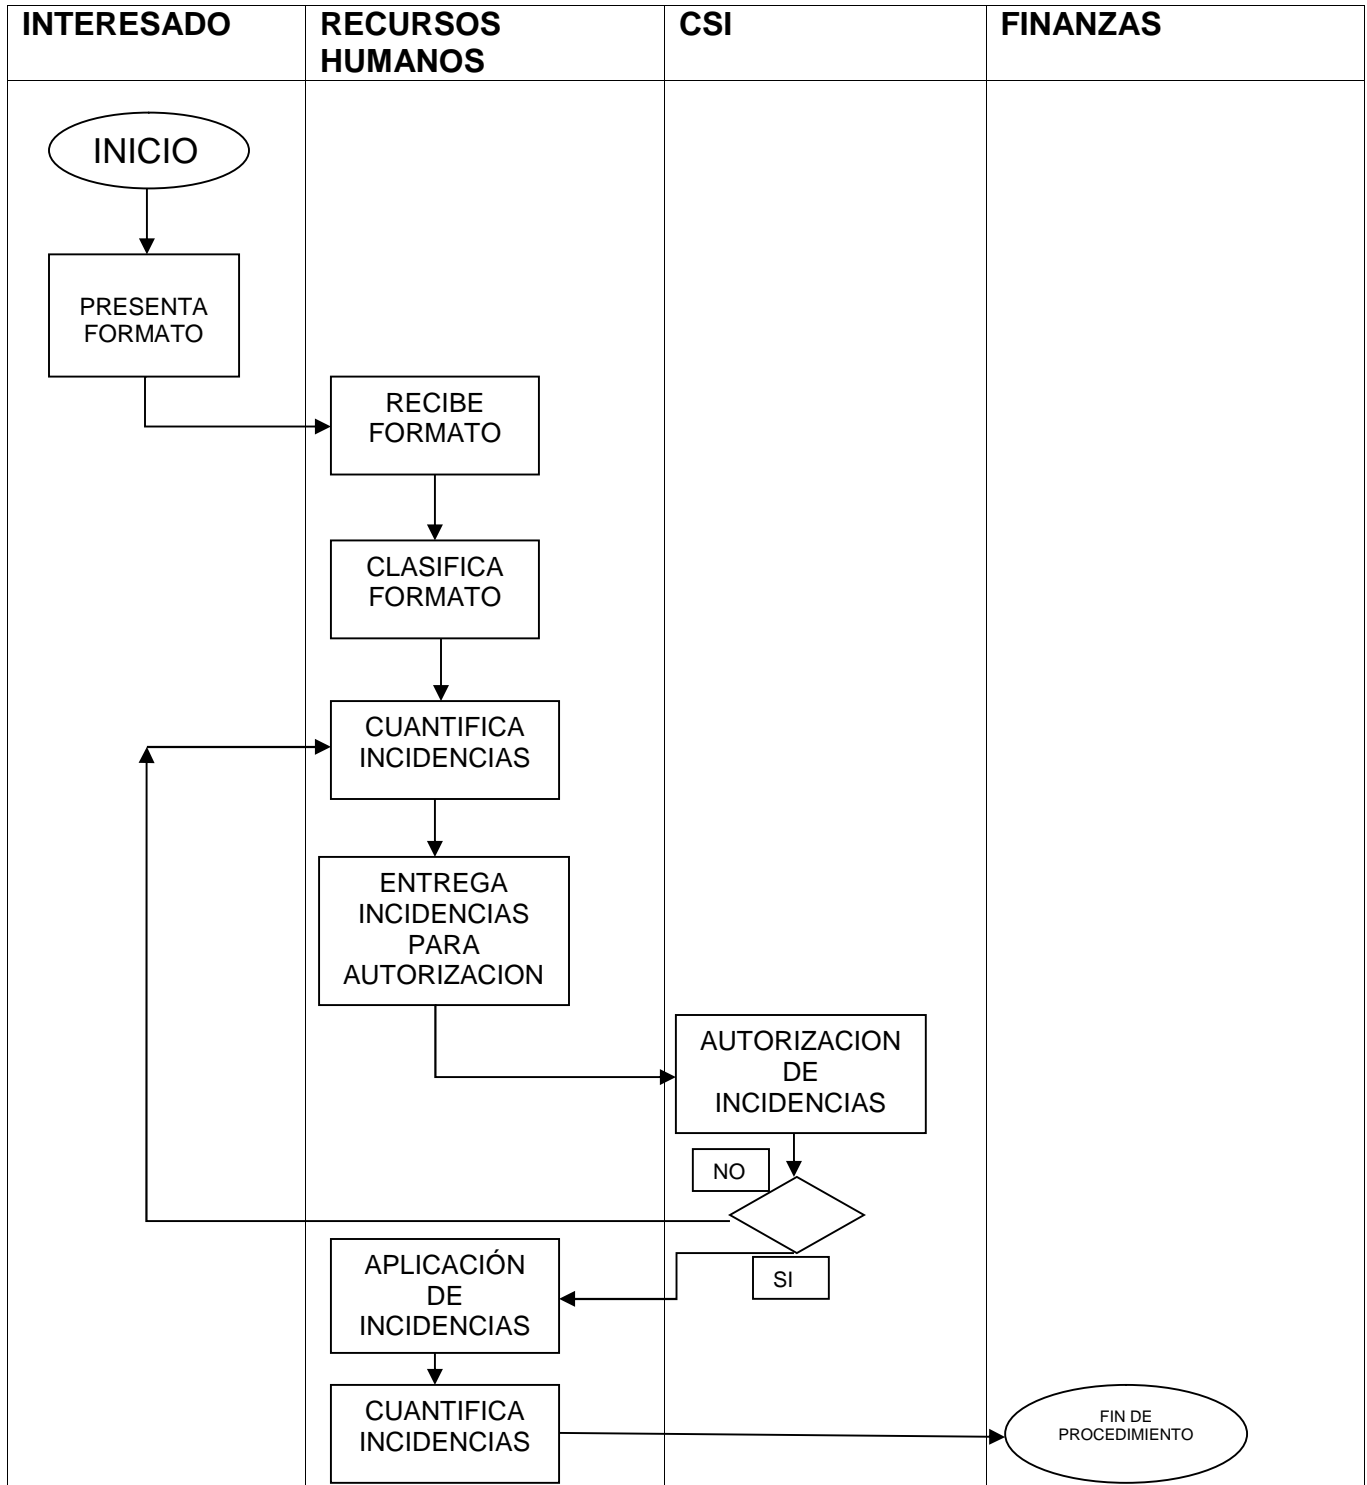 INTERESADO
RECURSOS
HUMANOS
CSI
FINANZAS
INICIO
PRESENTA
FORMATO
RECIBE
FORMATO
CLASIFICA
FORMATO
CUANTIFICA
INCIDENCIAS
ENTREGA
INCIDENCIAS
PARA
AUTORIZACION
AUTORIZACION
DE
INCIDENCIAS
NO
SI
APLICACIÓN
DE
INCIDENCIAS
CUANTIFICA
INCIDENCIAS
FIN DE
PROCEDIMIENTO